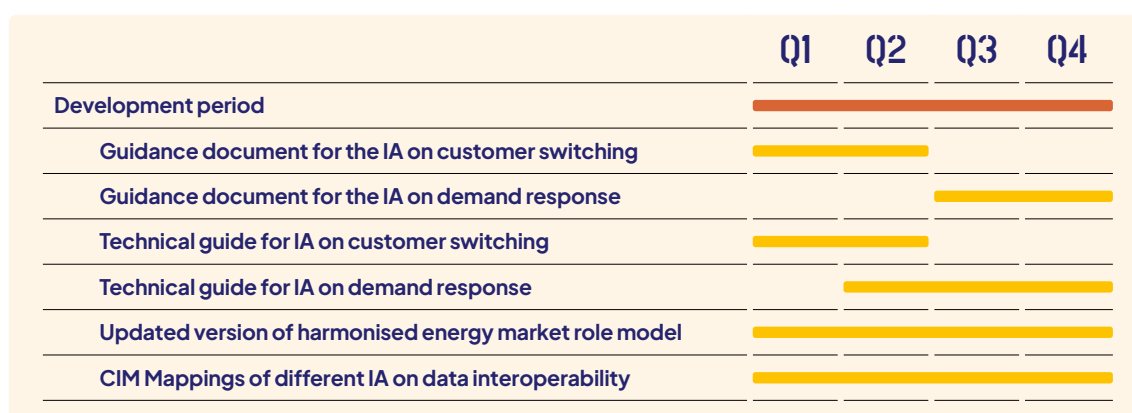 Q1 Q2 Q3 Q4
Development period
Guidance document for the IA on customer switching
Guidance document for the IA on demand response
Technical guide for IA on customer switching
Technical guide for IA on demand response
Updated version of harmonised energy market role model
CIM Mappings of different IA on data interoperability